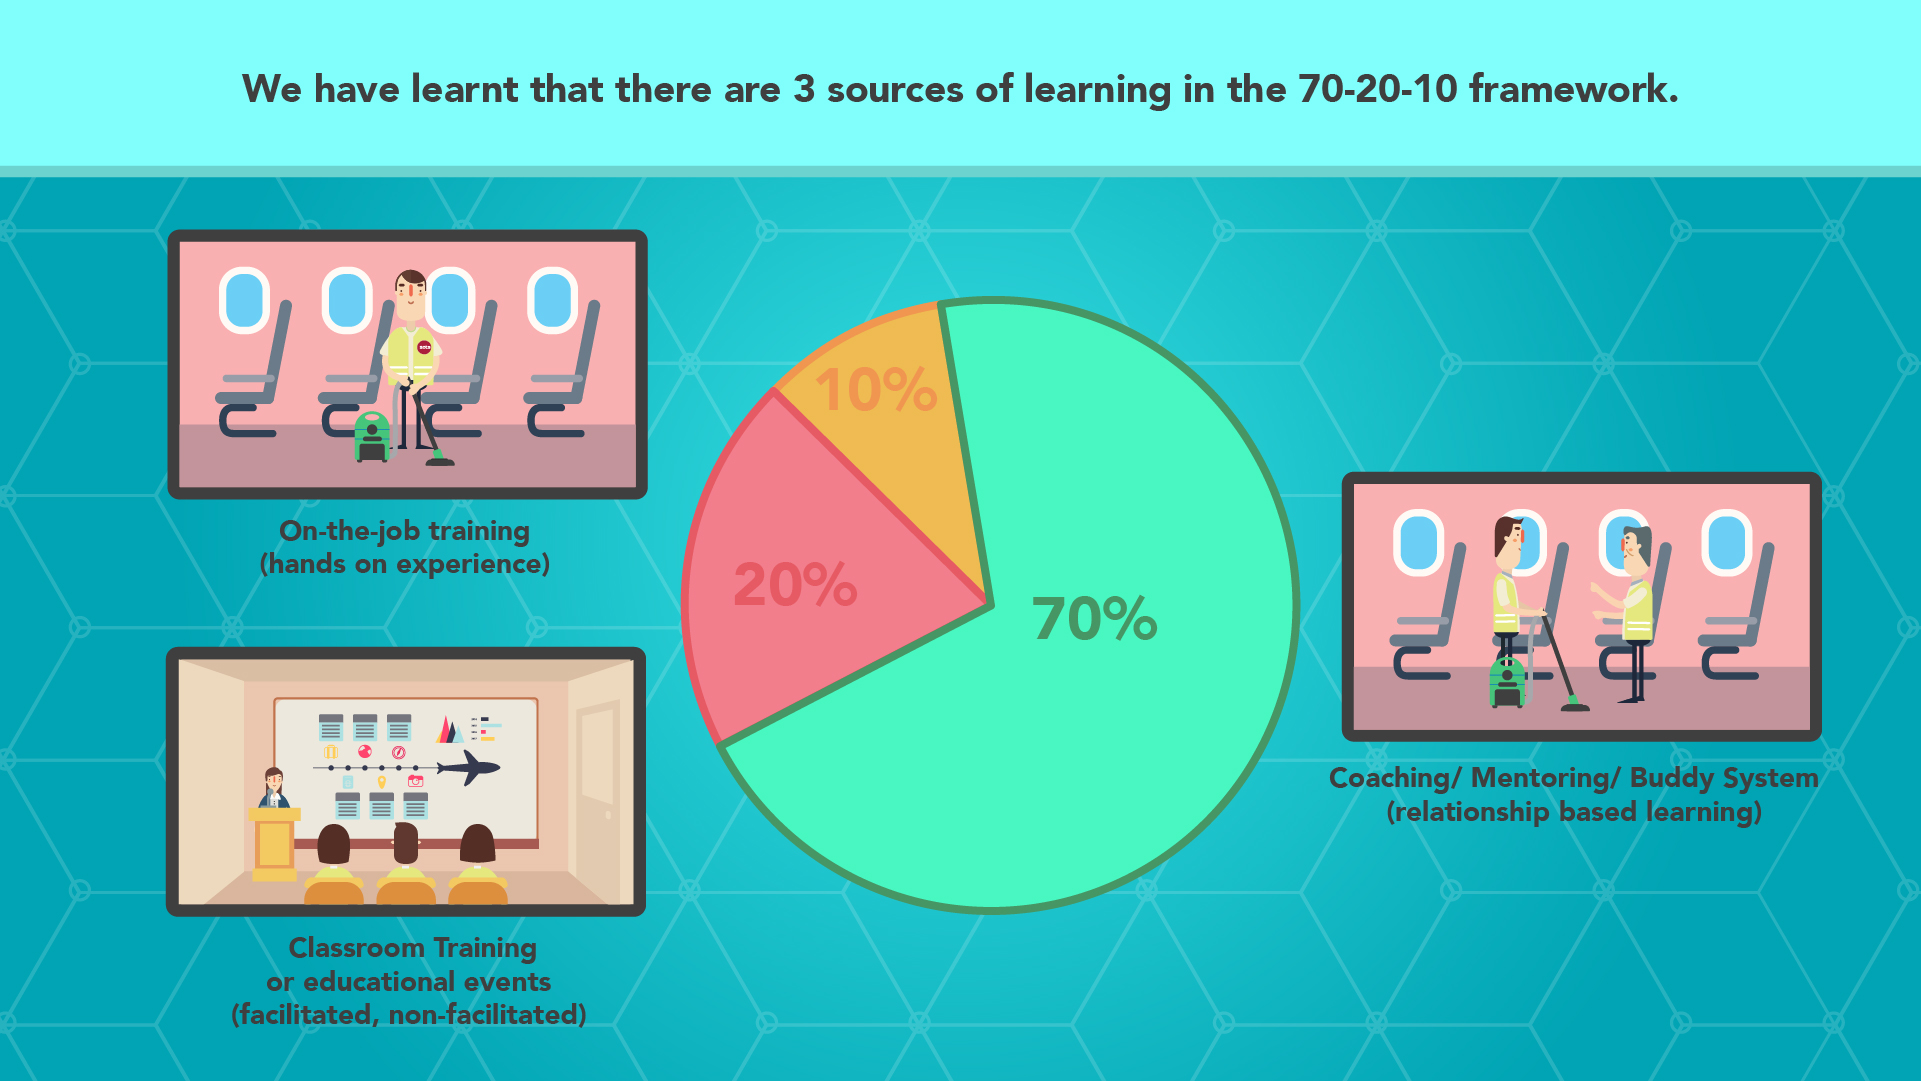 We have learnt that there are 3 sources of learning in the 70-20-10 framework.
On-the-job training
(hands on experience)
10%
20%
70%
Classroom Training
or educational events
(facilitated, non-facilitated)
Coaching/ Mentoring/ Buddy System
(relationship based learning)